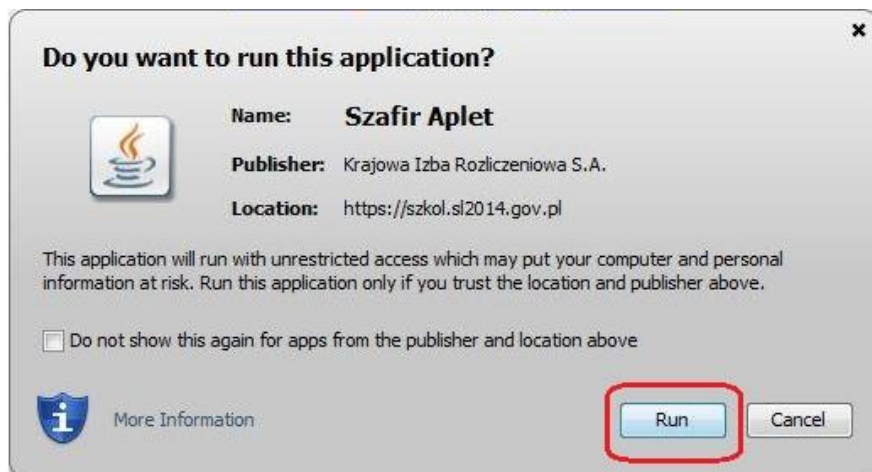 Do you want to run this application?
Name: Szafir Aplet
Publisher: Krajowa Izba Rozliczeniowa S.A.
Location: https://szkol.sl2014.gov.pl
This application will run with unrestricted access which may put your computer and personal
information at risk. Run this application only if you trust the location and publisher above.
Do not show this again for apps from the publisher and location above
More Information
Run
Cancel